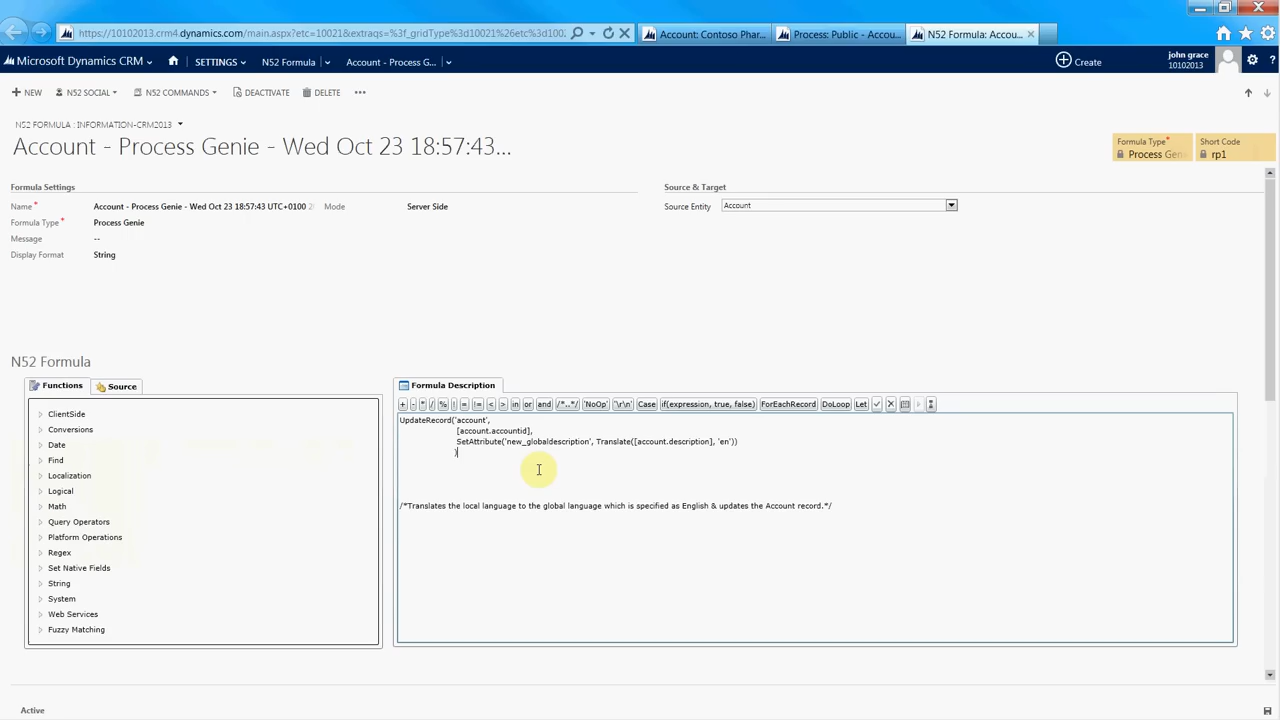 https://10102013.crm4.dynamics.com/main.aspx?etc=10021&extraqs=%3f_gridType%3d10021%26etc%3d100
Account: Contoso Phar...
Process: Public - Accou...
N52 Formula: Accou...
Microsoft Dynamics CRM
SETTINGS
N52 Formula
Account - Process G...
Create
john grace
10102013
?
+ NEW
N52 SOCIAL
N52 COMMANDS
DEACTIVATE
DELETE
•••
N52 FORMULA : INFORMATION-CRM2013
Account - Process Genie - Wed Oct 23 18:57:43...
Formula Type*
Process Geni
Short Code
rp1
Formula Settings
Source & Target
Name *
Account - Process Genie - Wed Oct 23 18:57:43 UTC+0100
Mode
Server Side
Source Entity
Account
Formula Type *
Process Genie
Message
--
Display Format
String
N52 Formula
Functions
Source
ClientSide
Conversions
Date
Find
Localization
Logical
Math
Query Operators
Platform Operations
Regex
Set Native Fields
String
System
Web Services
Fuzzy Matching
Formula Description
+ - * / % ! = != < > in or and /*..*/ 'NoOp' '\r\n' Case if(expression, true, false) ForEachRecord DoLoop Let
UpdateRecord('account',
[account.accountid],
SetAttribute('new_globaldescription', Translate([account.description], 'en'))
)
/*Translates the local language to the global language which is specified as English & updates the Account record.*/
Active